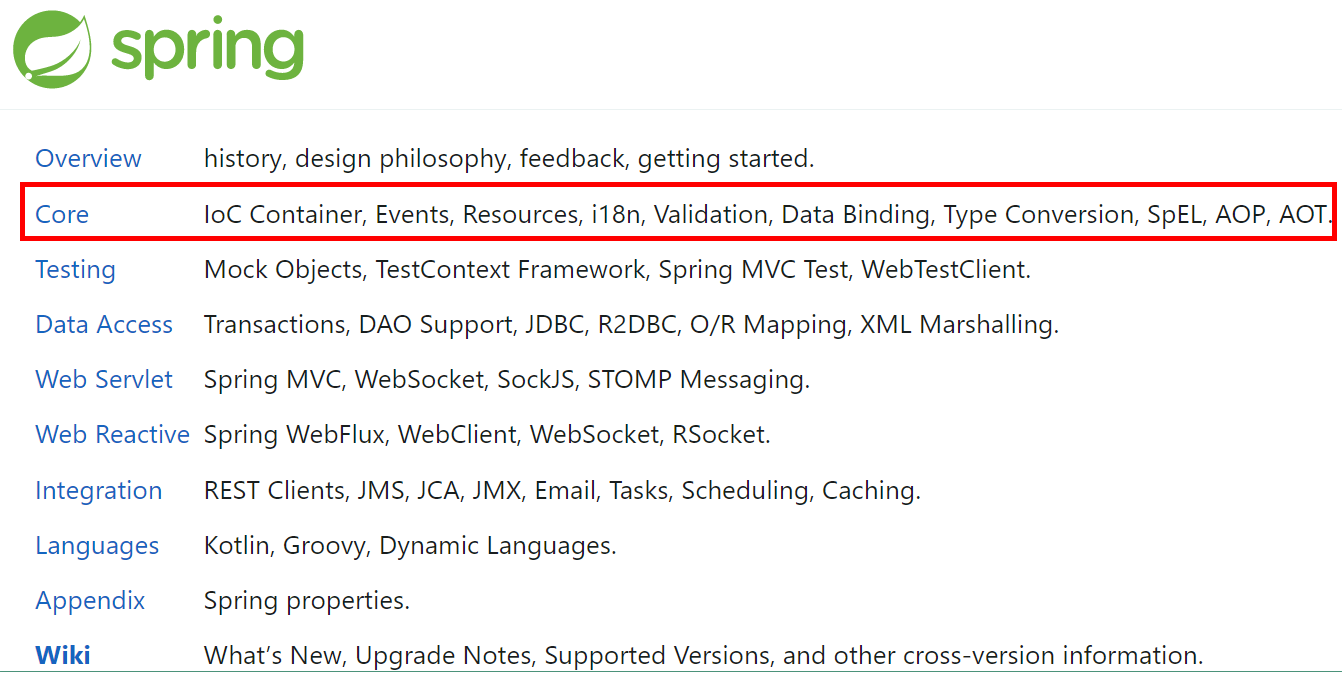 spring
Overview history, design philosophy, feedback, getting started.
Core IoC Container, Events, Resources, i18n, Validation, Data Binding, Type Conversion, SpEL, AOP, AOT.
Testing Mock Objects, TestContext Framework, Spring MVC Test, WebTestClient.
Data Access Transactions, DAO Support, JDBC, R2DBC, O/R Mapping, XML Marshalling.
Web Servlet Spring MVC, WebSocket, SockJS, STOMP Messaging.
Web Reactive Spring WebFlux, WebClient, WebSocket, RSocket.
Integration REST Clients, JMS, JCA, JMX, Email, Tasks, Scheduling, Caching.
Languages Kotlin, Groovy, Dynamic Languages.
Appendix Spring properties.
Wiki What’s New, Upgrade Notes, Supported Versions, and other cross-version information.